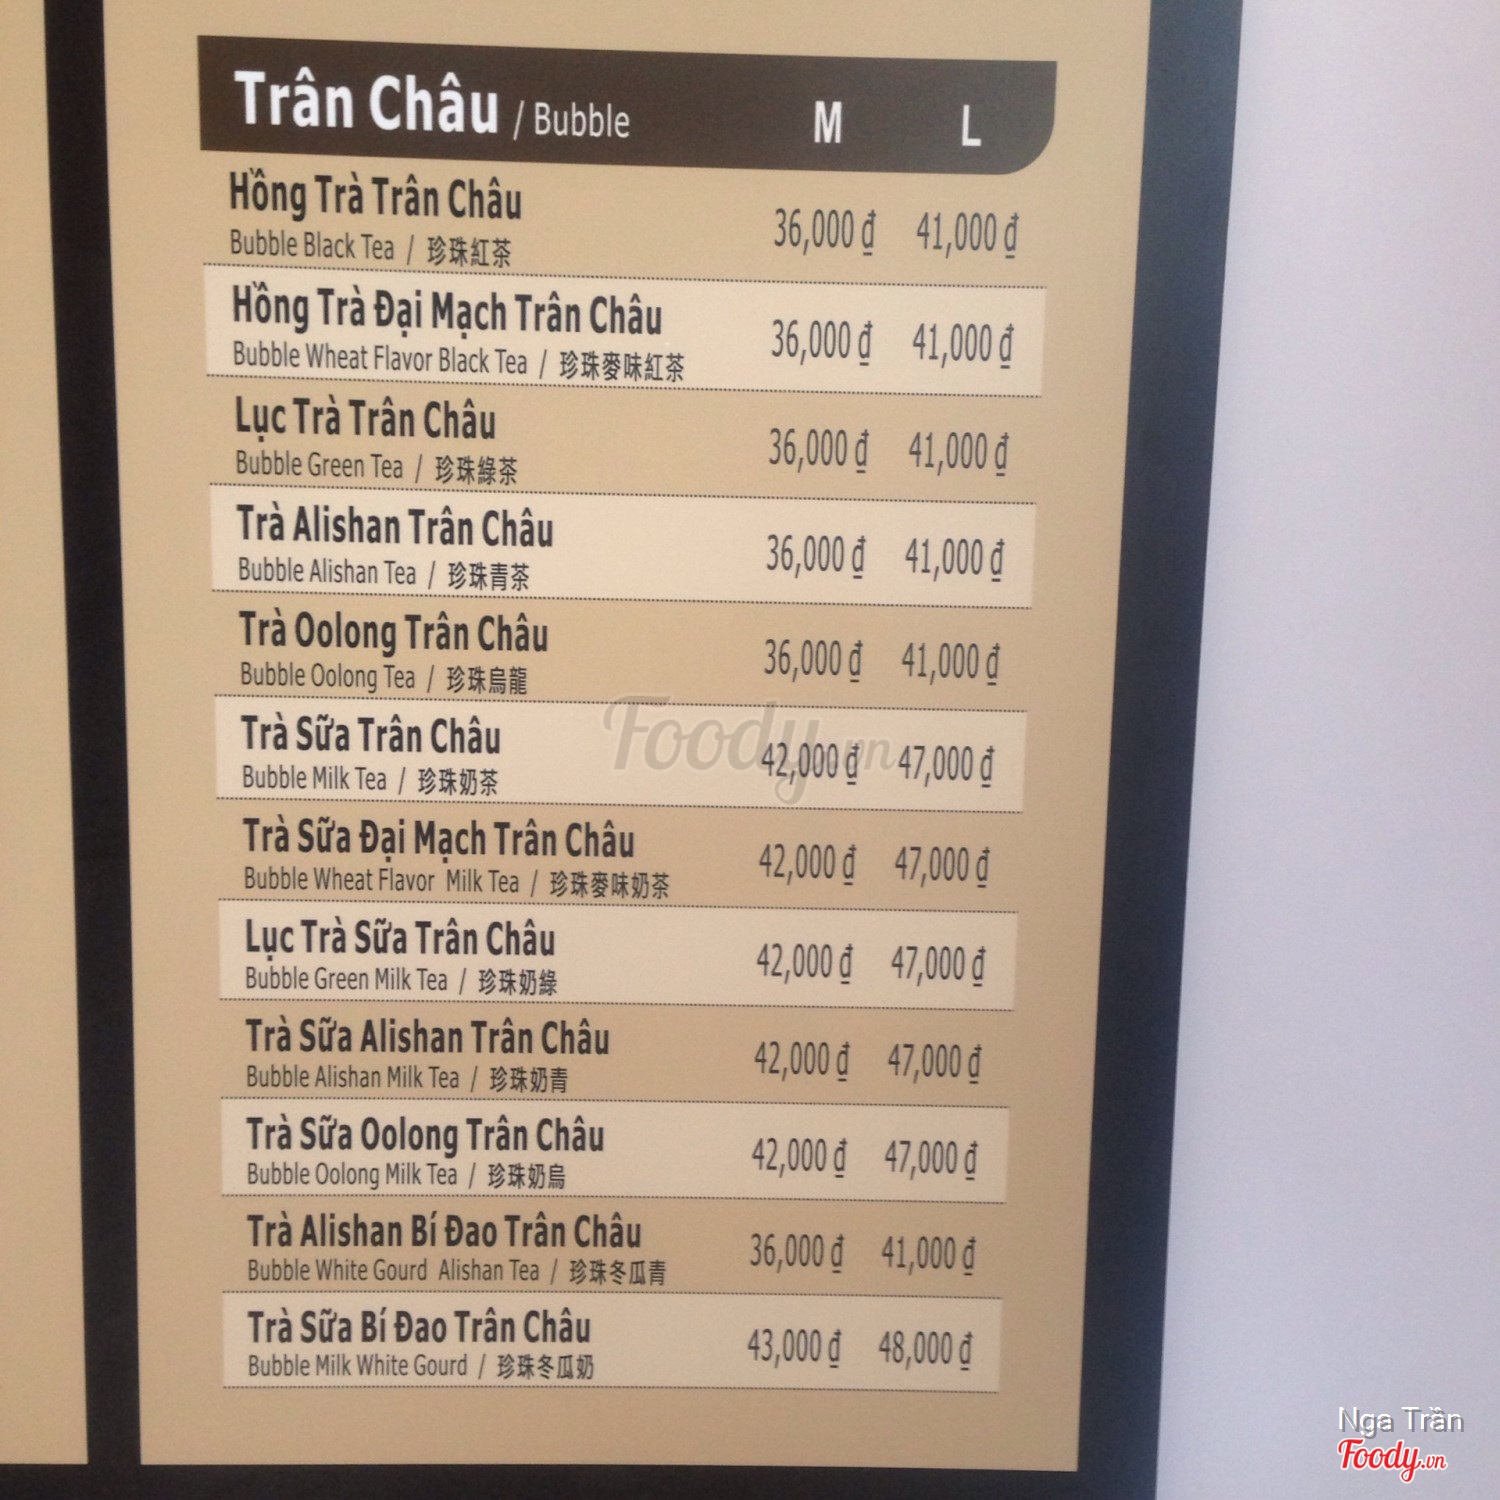 Trân Châu / Bubble M L
Hồng Trà Trân Châu
Bubble Black Tea / 珍珠紅茶 36,000 ₫ 41,000 ₫
Hồng Trà Đại Mạch Trân Châu
Bubble Wheat Flavor Black Tea / 珍珠麥味紅茶 36,000 ₫ 41,000 ₫
Lục Trà Trân Châu
Bubble Green Tea / 珍珠綠茶 36,000 ₫ 41,000 ₫
Trà Alishan Trân Châu
Bubble Alishan Tea / 珍珠青茶 36,000 ₫ 41,000 ₫
Trà Oolong Trân Châu
Bubble Oolong Tea / 珍珠烏龍 36,000 ₫ 41,000 ₫
Trà Sữa Trân Châu
Bubble Milk Tea / 珍珠奶茶 42,000 ₫ 47,000 ₫
Foody.vn
Trà Sữa Đại Mạch Trân Châu
Bubble Wheat Flavor Milk Tea / 珍珠麥味奶茶 42,000 ₫ 47,000 ₫
Lục Trà Sữa Trân Châu
Bubble Green Milk Tea / 珍珠奶綠 42,000 ₫ 47,000 ₫
Trà Sữa Alishan Trân Châu
Bubble Alishan Milk Tea / 珍珠奶青 42,000 ₫ 47,000 ₫
Trà Sữa Oolong Trân Châu
Bubble Oolong Milk Tea / 珍珠奶烏 42,000 ₫ 47,000 ₫
Trà Alishan Bí Đao Trân Châu
Bubble White Gourd Alishan Tea / 珍珠冬瓜青 36,000 ₫ 41,000 ₫
Trà Sữa Bí Đao Trân Châu
Bubble Milk White Gourd / 珍珠冬瓜奶 43,000 ₫ 48,000 ₫
Nga Trần
Foody.vn